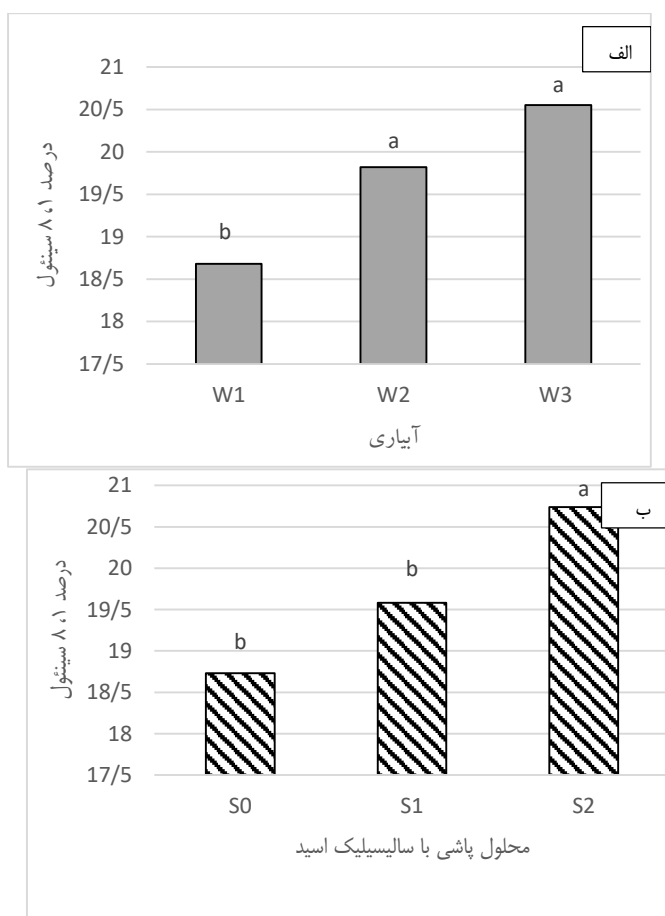 الف
21
20/5
20
19/5
19
18/5
18
17/5
درصد ۱، ۸ سینئول
b
a
a
W1 W2 W3
آبیاری
ب
21
20/5
20
19/5
19
18/5
18
17/5
درصد ۱، ۸ سینئول
b
b
a
S0 S1 S2
محلول پاشی با سالیسیلیک اسید